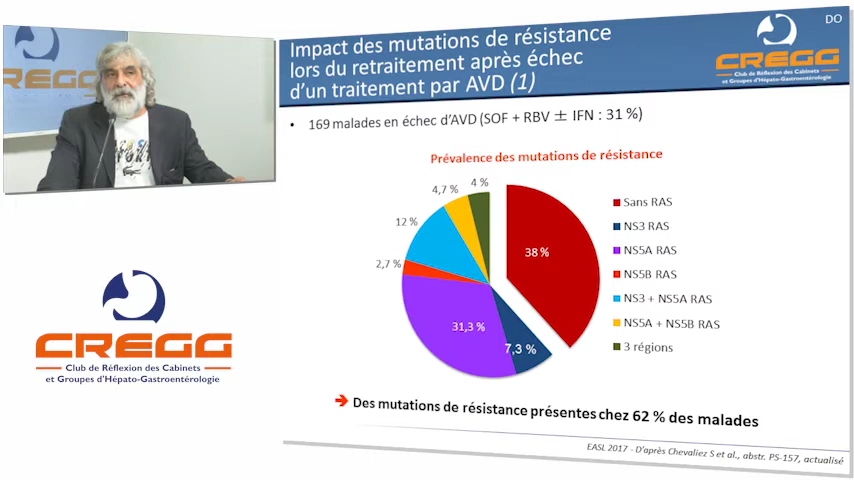 CREGG
Impact des mutations de résistance
lors du retraitement après échec
d'un traitement par AVD (1)
DO
CREGG
Club de Réflexion des Cabinets
et Groupes d'Hépato-Gastroentérologie
• 169 malades en échec d'AVD (SOF + RBV ± IFN : 31 %)
Prévalence des mutations de résistance
4 %
4,7 %
12 %
2,7 %
31,3 %
7,3 %
38 %
Sans RAS
NS3 RAS
NS5A RAS
NS5B RAS
NS3 + NS5A RAS
NS5A + NS5B RAS
3 régions
Des mutations de résistance présentes chez 62 % des malades
EASL 2017 - D'après Chevaliez S et al., abstr. PS-157, actualisé
CREGG
Club de Réflexion des Cabinets
et Groupes d'Hépato-Gastroentérologie